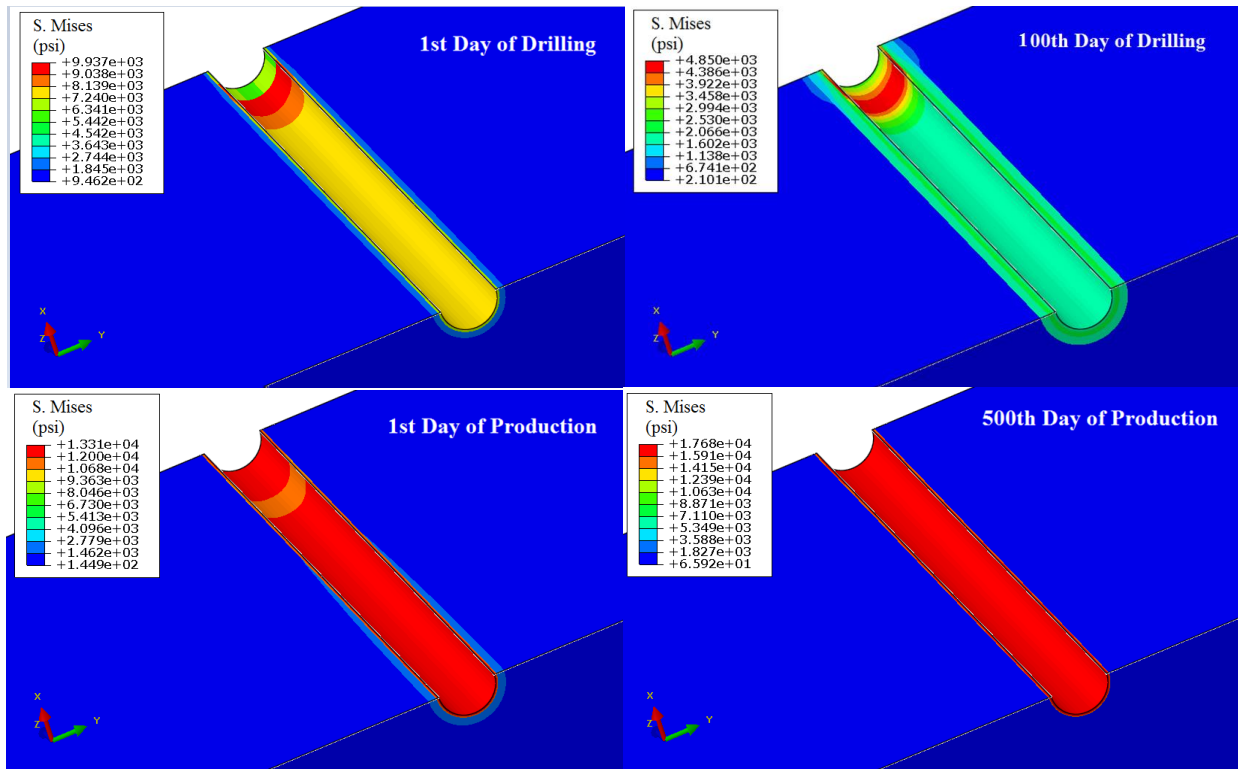 S. Mises
(psi)
+9.937e+03
+9.038e+03
+8.139e+03
+7.240e+03
+6.341e+03
+5.442e+03
+4.542e+03
+3.643e+03
+2.744e+03
+1.845e+03
+9.462e+02
1st Day of Drilling
X
Y
Z
S. Mises
(psi)
+4.850e+03
+4.386e+03
+3.922e+03
+3.458e+03
+2.994e+03
+2.530e+03
+2.066e+03
+1.602e+03
+1.138e+03
+6.741e+02
+2.101e+02
100th Day of Drilling
X
Y
Z
S. Mises
(psi)
+1.331e+04
+1.200e+04
+1.068e+04
+9.363e+03
+8.046e+03
+6.730e+03
+5.413e+03
+4.096e+03
+2.779e+03
+1.462e+03
+1.449e+02
1st Day of Production
X
Y
Z
S. Mises
(psi)
+1.768e+04
+1.591e+04
+1.415e+04
+1.239e+04
+1.063e+04
+8.871e+03
+7.110e+03
+5.349e+03
+3.588e+03
+1.827e+03
+6.592e+01
500th Day of Production
X
Y
Z